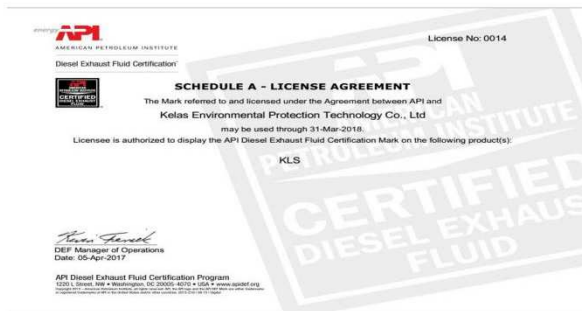 energy API
AMERICAN PETROLEUM INSTITUTE
License No: 0014
Diesel Exhaust Fluid Certification
API
AMERICAN PETROLEUM INSTITUTE
CERTIFIED
DIESEL EXHAUST
FLUID
SCHEDULE A - LICENSE AGREEMENT
The Mark referred to and licensed under the Agreement between API and
Kelas Environmental Protection Technology Co., Ltd
may be used through 31-Mar-2018.
Licensee is authorized to display the API Diesel Exhaust Fluid Certification Mark on the following product(s):
KLS
DEF Manager of Operations
Date: 05-Apr-2017
API Diesel Exhaust Fluid Certification Program
1220 L Street, NW • Washington, DC 20005-4070 • USA • www.apidef.org
API
AMERICAN
PETROLEUM INSTITUTE
CERTIFIED
DIESEL EXHAUS
FLUID